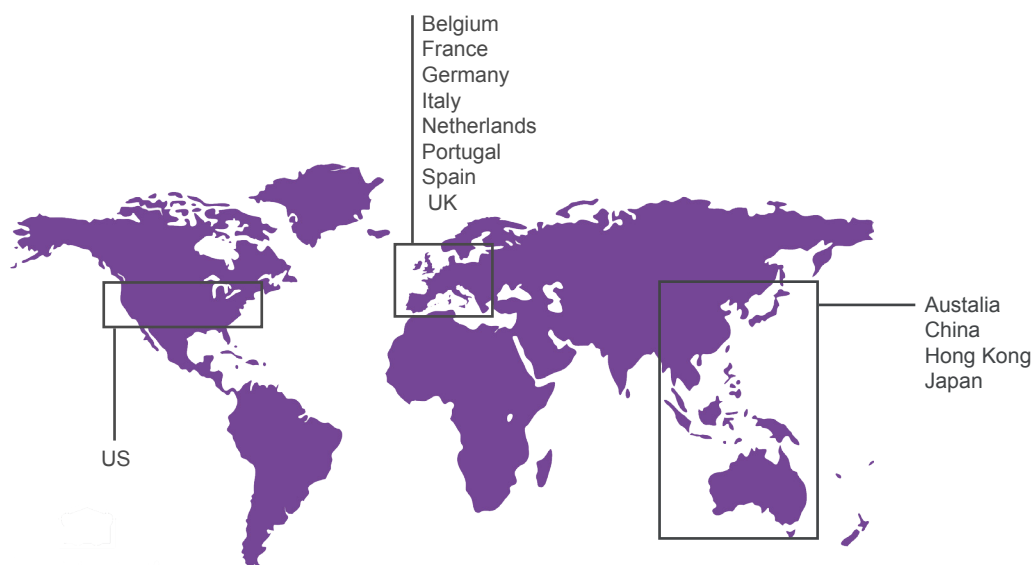 Belgium
France
Germany
Italy
Netherlands
Portugal
Spain
UK
Austalia
China
Hong Kong
Japan
US